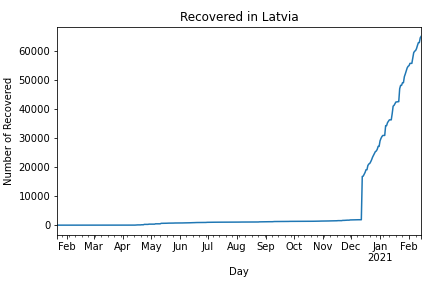 Recovered in Latvia
Number of Recovered
60000
50000
40000
30000
20000
10000
0
Feb Mar Apr May Jun Jul Aug Sep Oct Nov Dec Jan Feb
2021
Day